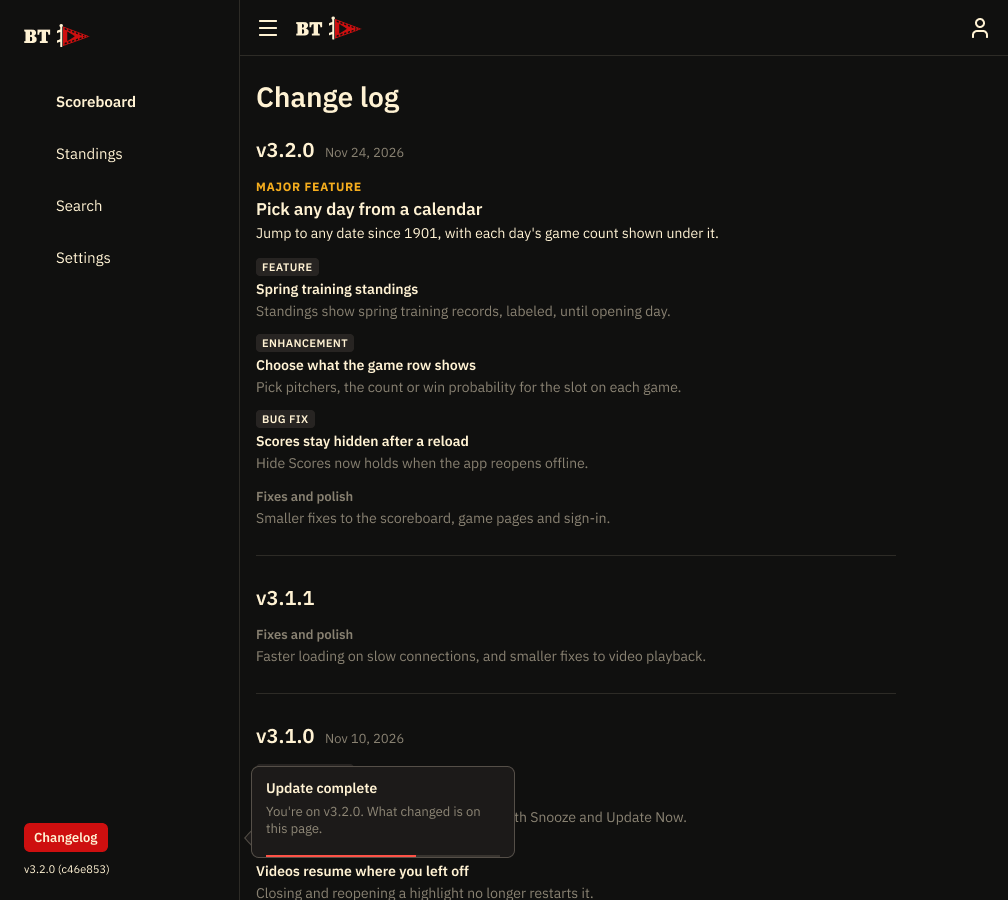 BT
Scoreboard
Standings
Search
Settings
Changelog
v3.2.0 (c46e853)
BT
Change log
v3.2.0 Nov 24, 2026
MAJOR FEATURE
Pick any day from a calendar
Jump to any date since 1901, with each day's game count shown under it.
FEATURE
Spring training standings
Standings show spring training records, labeled, until opening day.
ENHANCEMENT
Choose what the game row shows
Pick pitchers, the count or win probability for the slot on each game.
BUG FIX
Scores stay hidden after a reload
Hide Scores now holds when the app reopens offline.
Fixes and polish
Smaller fixes to the scoreboard, game pages and sign-in.
v3.1.1
Fixes and polish
Faster loading on slow connections, and smaller fixes to video playback.
v3.1.0 Nov 10, 2026
Update complete
You're on v3.2.0. What changed is on
this page.
Snooze and Update Now.
Videos resume where you left off
Closing and reopening a highlight no longer restarts it.